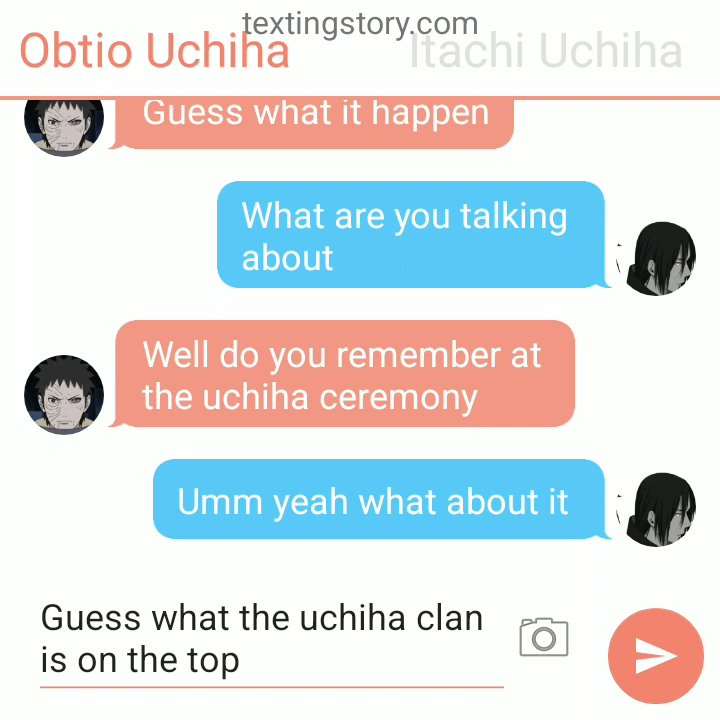 textingstory.com
Obtio Uchiha
Itachi Uchiha
Guess what it happen
What are you talking
about
Well do you remember at
the uchiha ceremony
Umm yeah what about it
Guess what the uchiha clan
is on the top